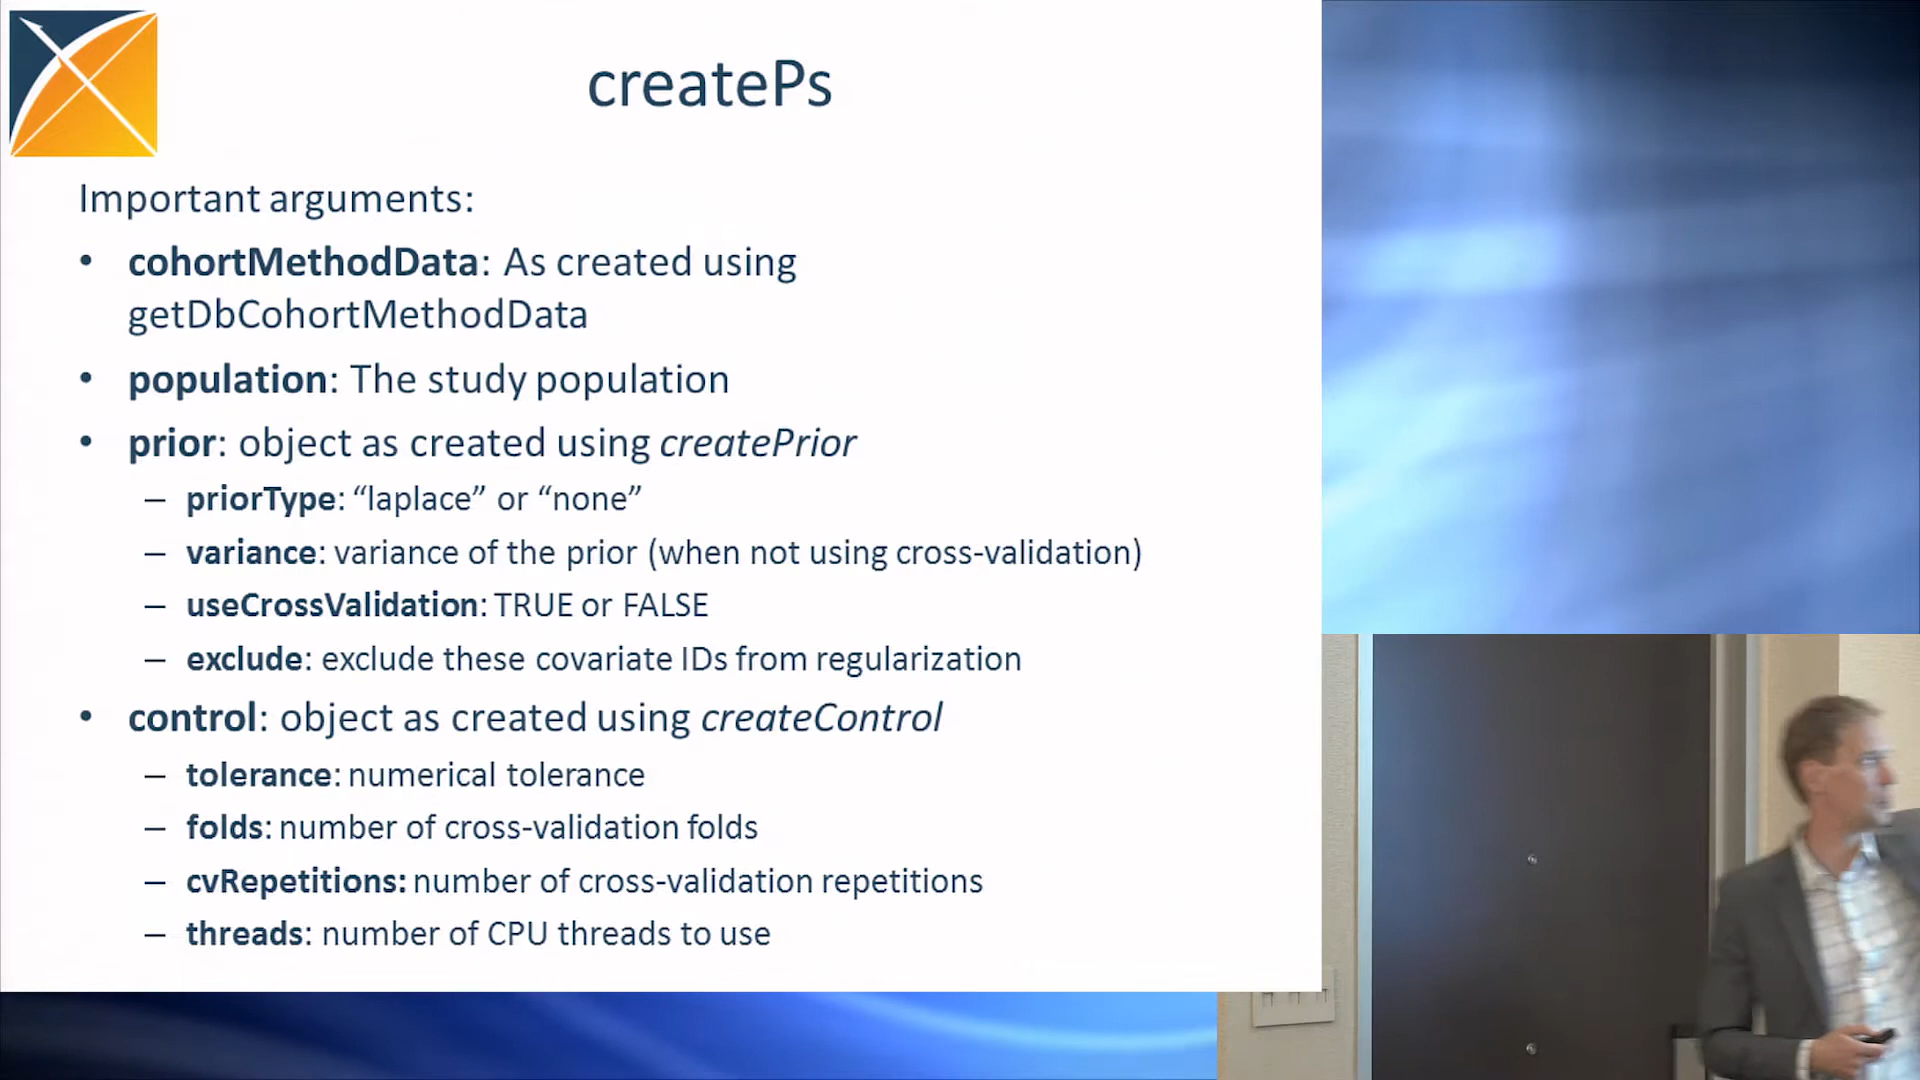 createPs
Important arguments:
• cohortMethodData: As created using
getDbCohortMethodData
• population: The study population
• prior: object as created using createPrior
– priorType: “laplace” or “none”
– variance: variance of the prior (when not using cross-validation)
– useCrossValidation: TRUE or FALSE
– exclude: exclude these covariate IDs from regularization
• control: object as created using createControl
– tolerance: numerical tolerance
– folds: number of cross-validation folds
– cvRepetitions: number of cross-validation repetitions
– threads: number of CPU threads to use